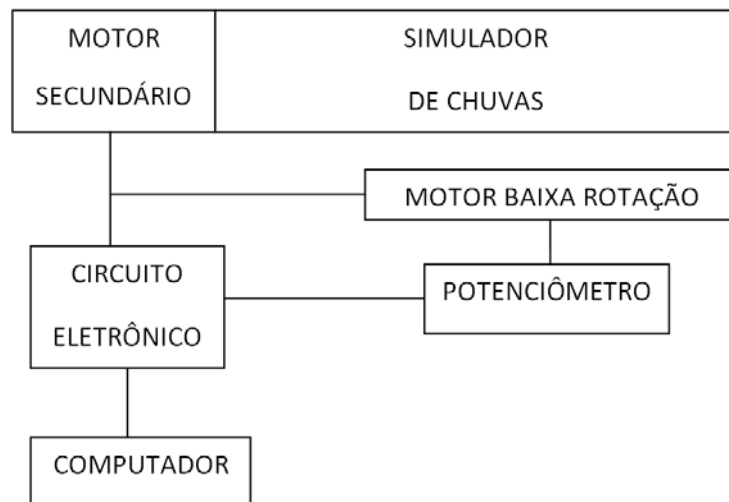 MOTOR
SECUNDÁRIO
SIMULADOR
DE CHUVAS
MOTOR BAIXA ROTAÇÃO
CIRCUITO
ELETRÔNICO
POTENCIÔMETRO
COMPUTADOR